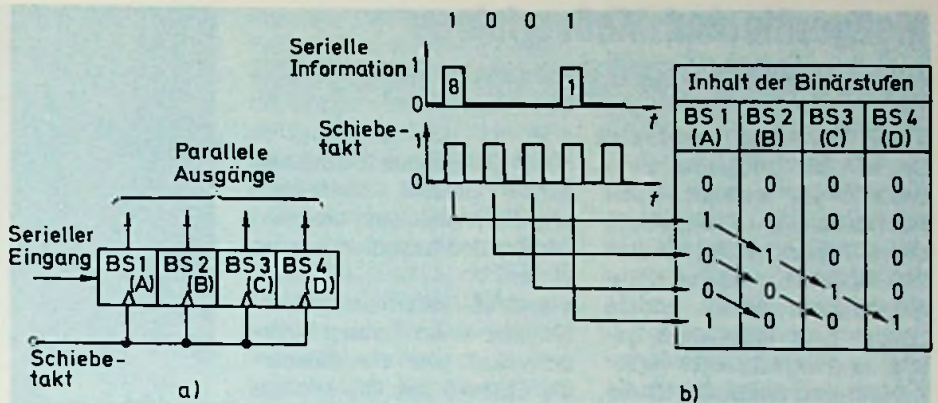 1 0 0 1
Serielle
Information
1
0
8
1
t
Schiebe-
takt
1
0
t
Parallele
Ausgänge
Serieller
Eingang
BS1 BS2 BS3 BS4
(A) (B) (C) (D)
Schiebe-
takt
a)
Inhalt der Binärstufen
BS 1 BS 2 BS 3 BS 4
(A) (B) (C) (D)
0 0 0 0
1 0 0 0
0 1 0 0
0 0 1 0
1 0 0 1
b)